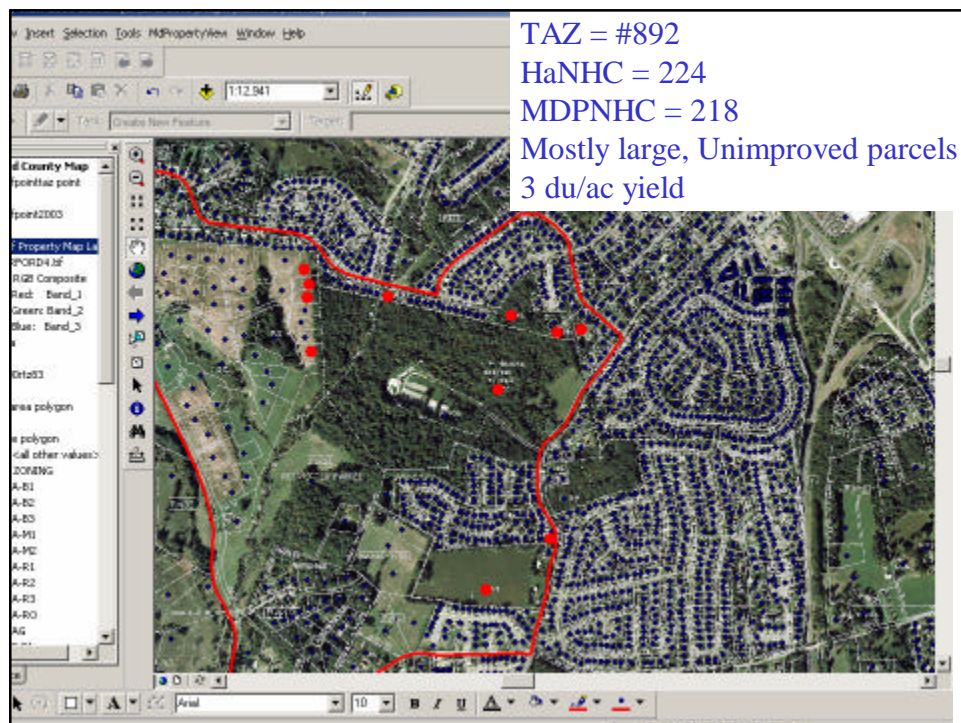 TAZ = #892
HaNHC = 224
MDPNHC = 218
Mostly large, Unimproved parcels
3 du/ac yield
Insert Selection Tools MdPropertyView Window Help
1:12,941
Task: Create New Feature Target:
d County Map
fpointtaz point
fpoint2003
f Property Map La
RFORD4.tif
RGB Composite
Red: Band_1
Green: Band_2
Blue: Band_3
area polygon
e polygon
<all other values>
ZONING
A-B1
A-B2
A-B3
A-M1
A-M2
A-R1
A-R2
A-R3
A-RO
AG
Arial
10
B I U A